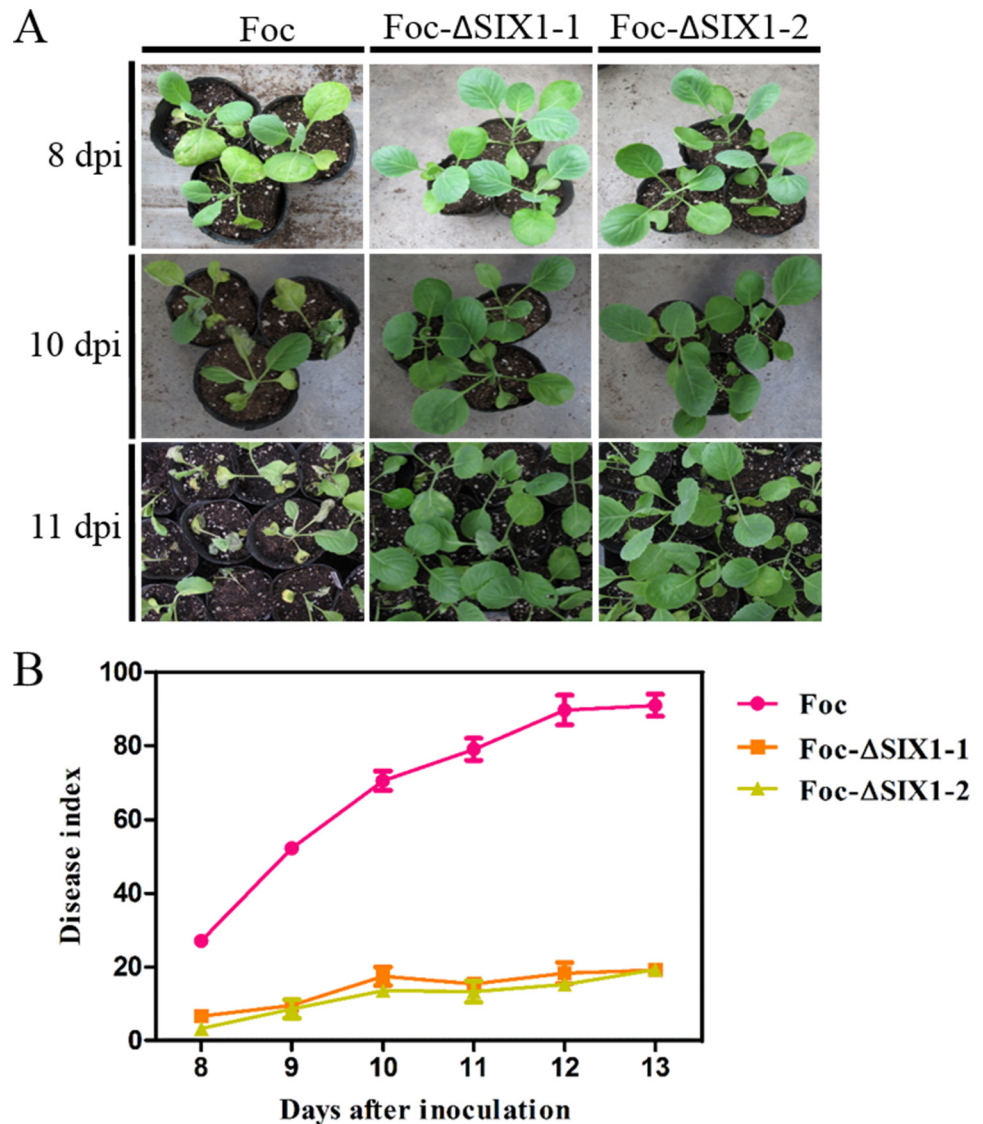 A
Foc
Foc-ΔSIX1-1
Foc-ΔSIX1-2
8 dpi
10 dpi
11 dpi
B
Disease index
100
80
60
40
20
0
8
9
10
11
12
13
Days after inoculation
Foc
Foc-ΔSIX1-1
Foc-ΔSIX1-2